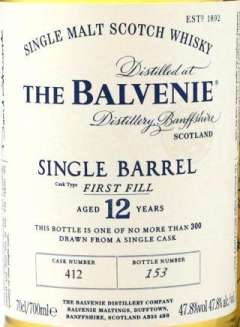 ESTD 1892
SINGLE MALT SCOTCH WHISKY
Distilled at
THE BALVENIE®
Distillery, Banffshire
SCOTLAND
SINGLE BARREL
Cask Type FIRST FILL
AGED 12 YEARS
THIS BOTTLE IS ONE OF NO MORE THAN 300
DRAWN FROM A SINGLE CASK
CASK NUMBER
412
BOTTLE NUMBER
153
70cl/700ml e
47.8%vol 47.8%
THE BALVENIE DISTILLERY COMPANY
BALVENIE MALTINGS, DUFFTOWN,
BANFFSHIRE, SCOTLAND AB55 4BB